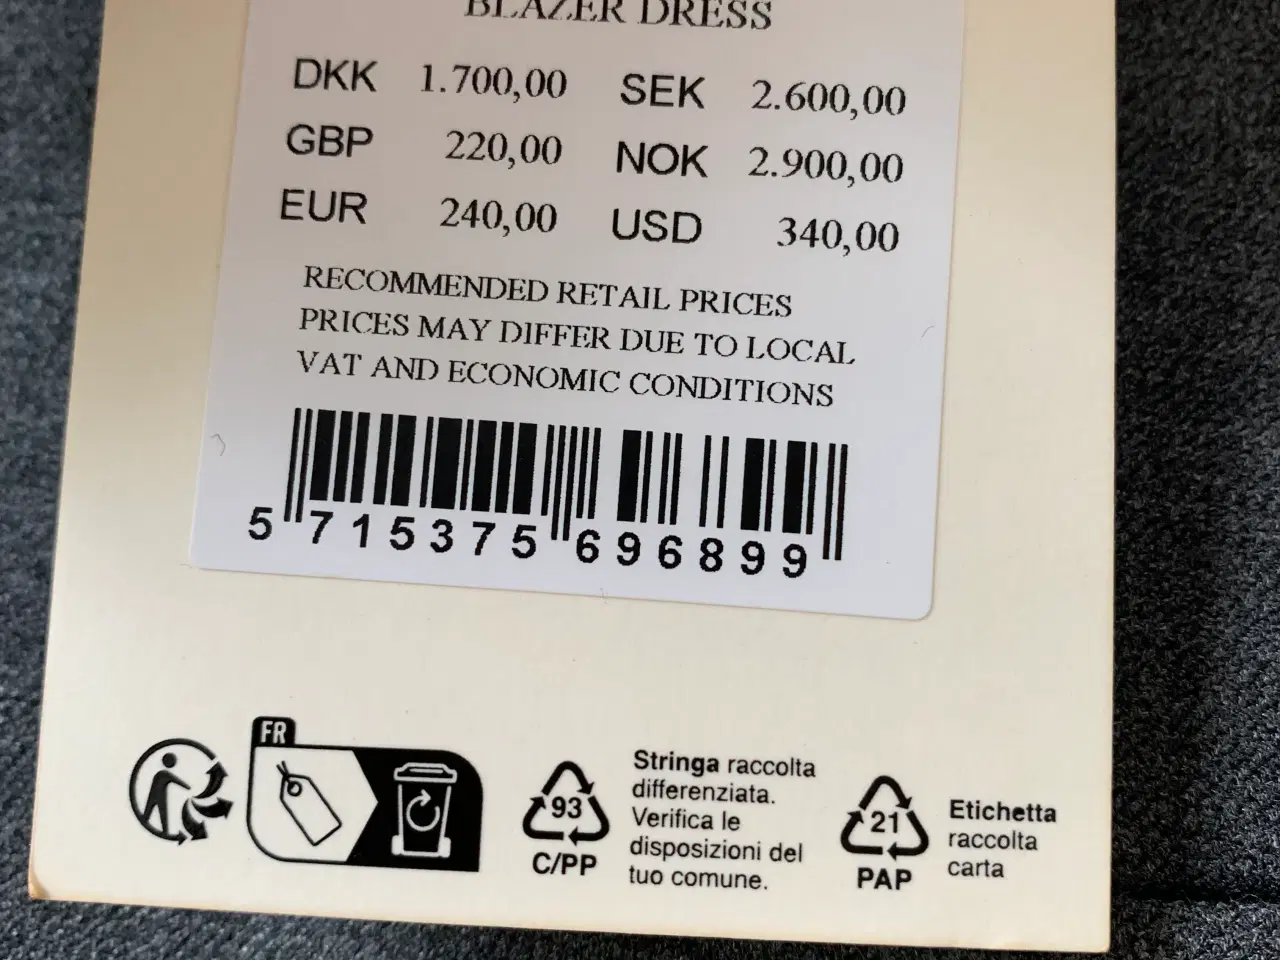 BLAZER DRESS
DKK 1.700,00 SEK 2.600,00
GBP 220,00 NOK 2.900,00
EUR 240,00 USD 340,00
RECOMMENDED RETAIL PRICES
PRICES MAY DIFFER DUE TO LOCAL
VAT AND ECONOMIC CONDITIONS
5 715375 696899
FR
93
C/PP
Stringa raccolta
differenziata.
Verifica le
disposizioni del
tuo comune.
21
PAP
Etichetta
raccolta
carta